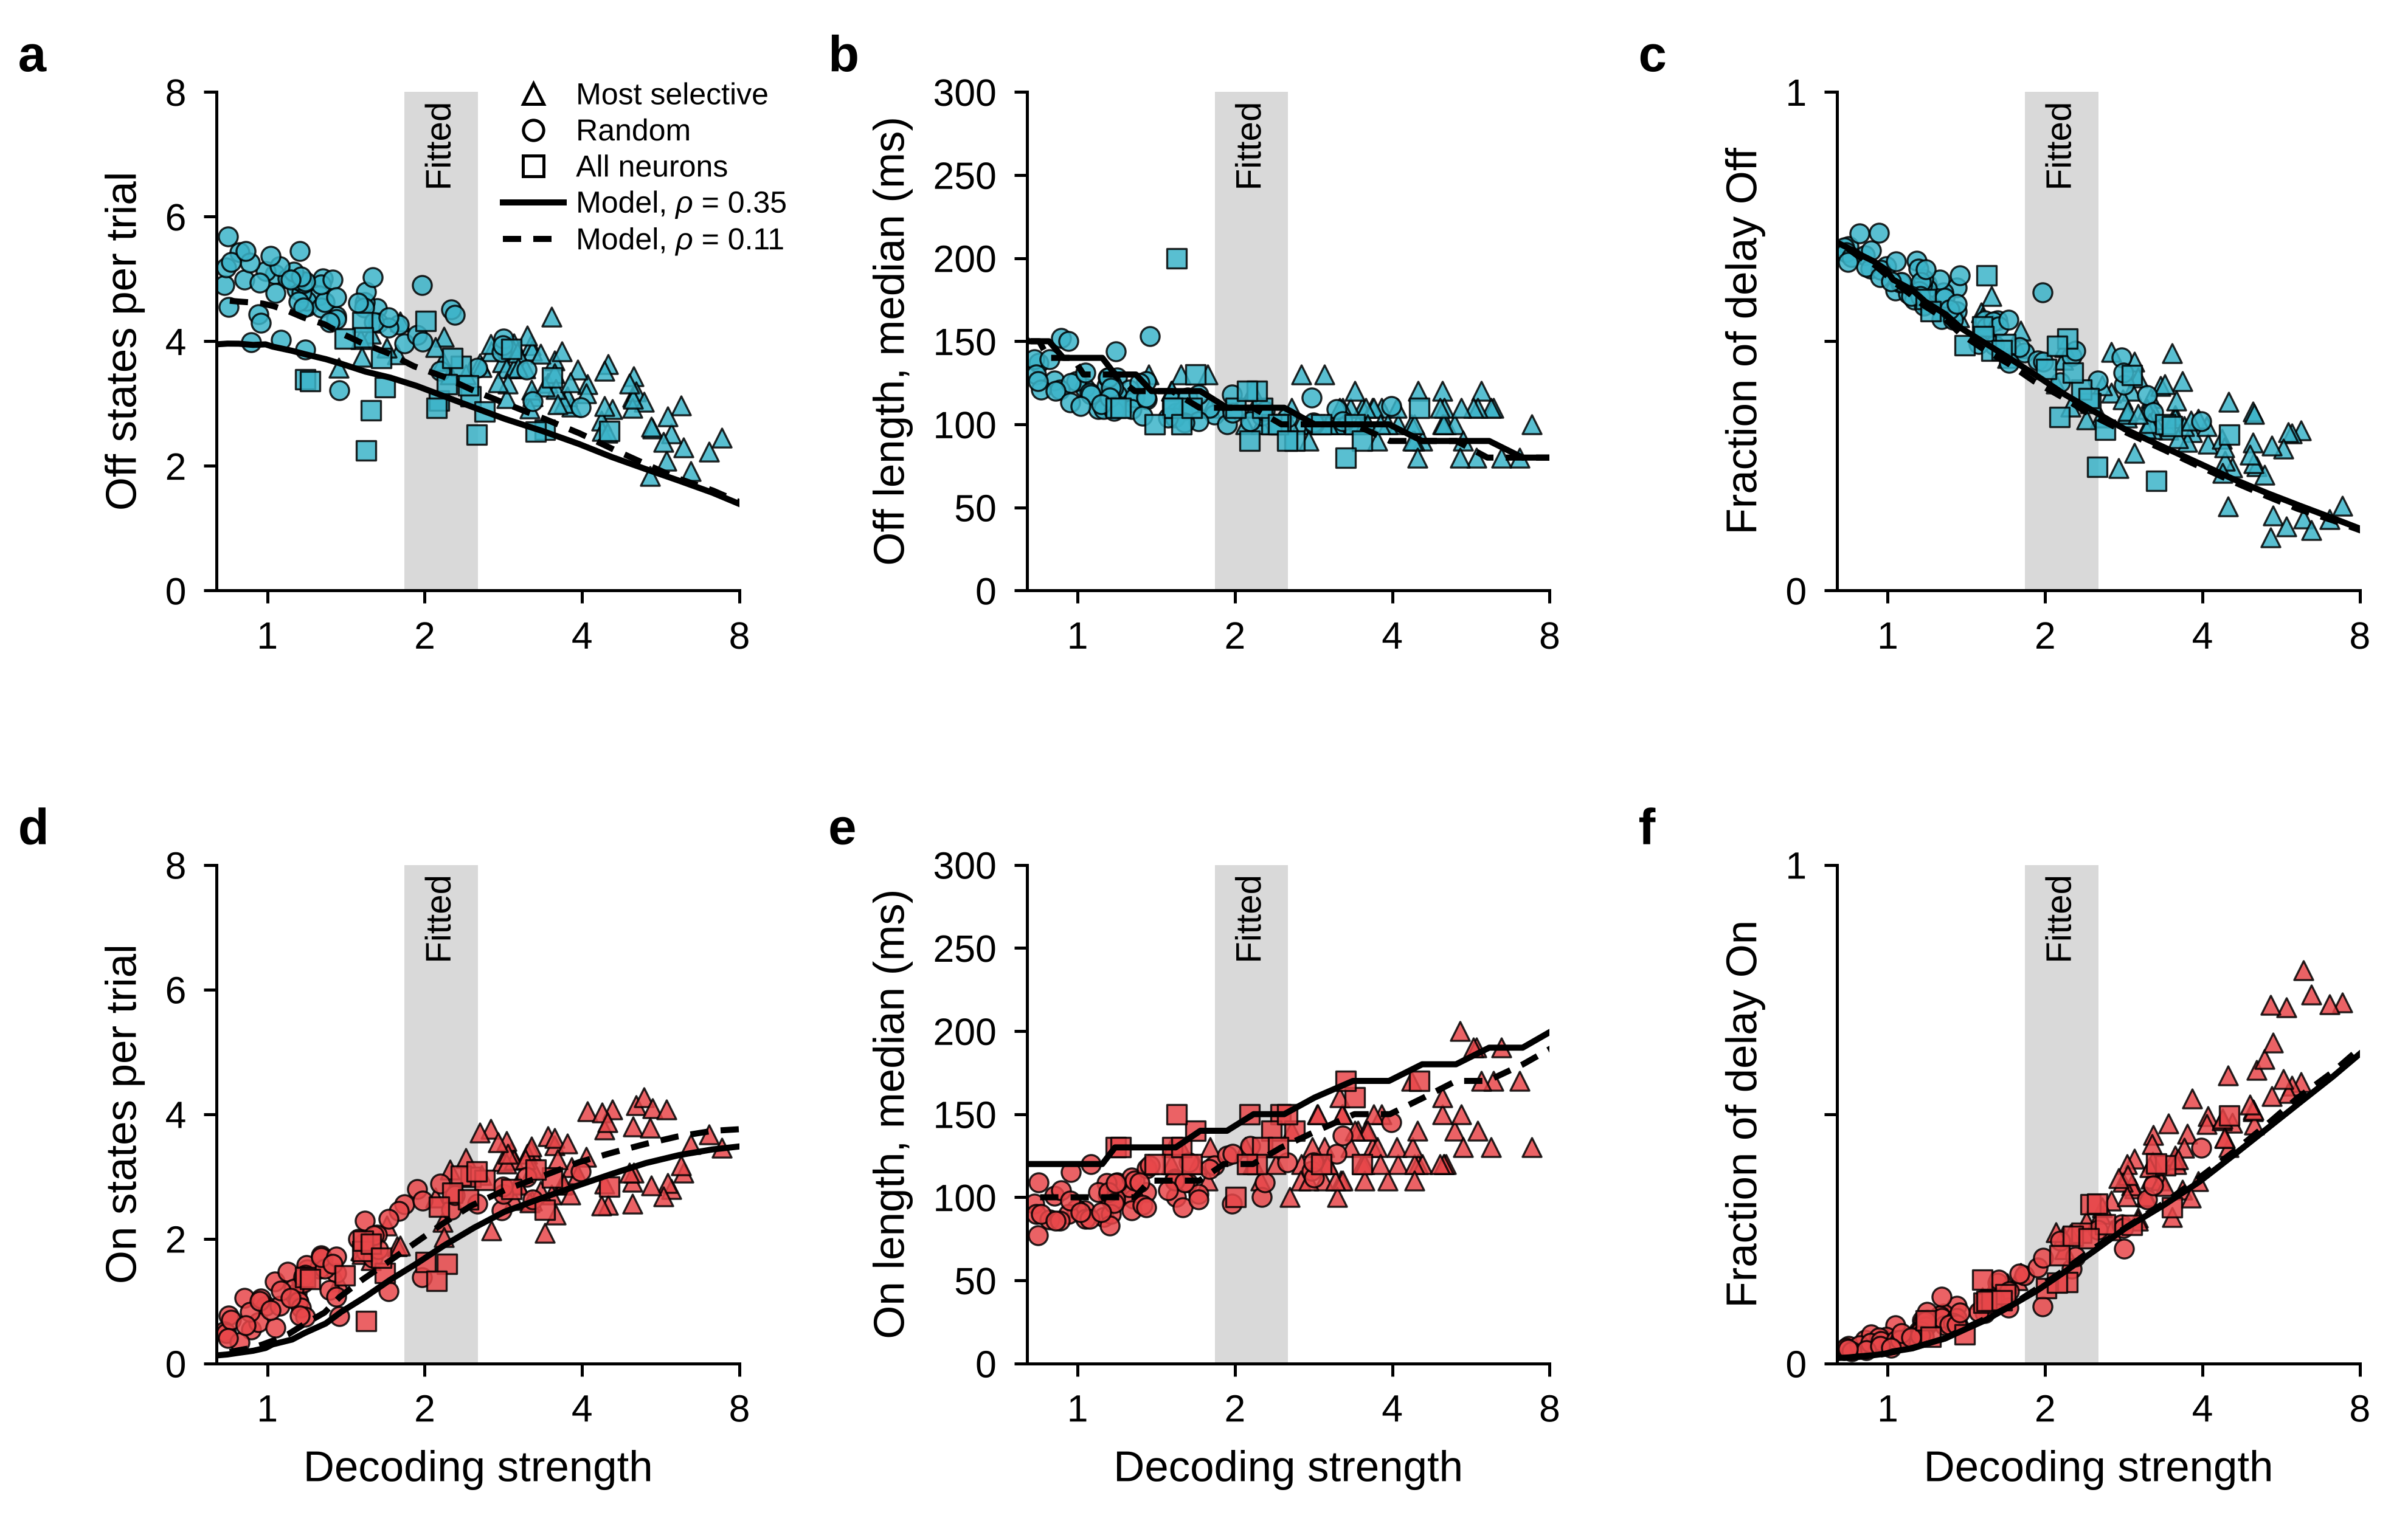 a
Off states per trial
8
6
4
2
0
1
2
4
8
Fitted
Most selective
Random
All neurons
Model, ρ = 0.35
Model, ρ = 0.11
b
Off length, median (ms)
300
250
200
150
100
50
0
1
2
4
8
Fitted
c
Fraction of delay Off
1
0
1
2
4
8
Fitted
d
On states per trial
8
6
4
2
0
1
2
4
8
Fitted
Decoding strength
e
On length, median (ms)
300
250
200
150
100
50
0
1
2
4
8
Fitted
Decoding strength
f
Fraction of delay On
1
0
1
2
4
8
Fitted
Decoding strength